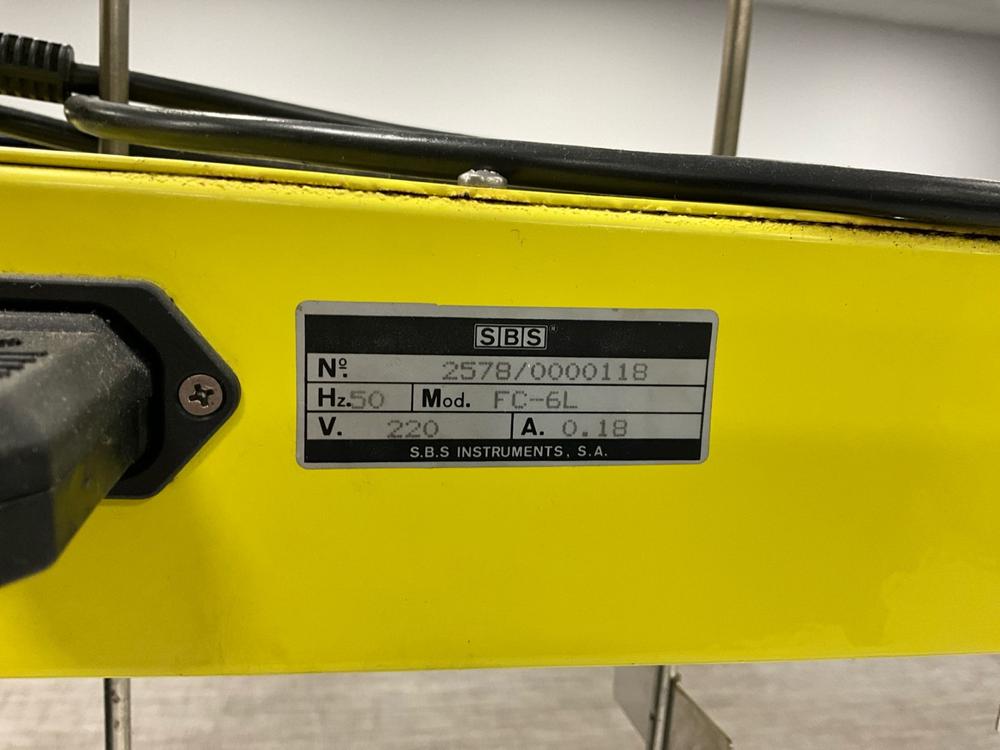 SBS®
Nº. 2578/0000118
Hz. 50 Mod. FC-6L
V. 220 A. 0.18
S.B.S INSTRUMENTS, S.A.